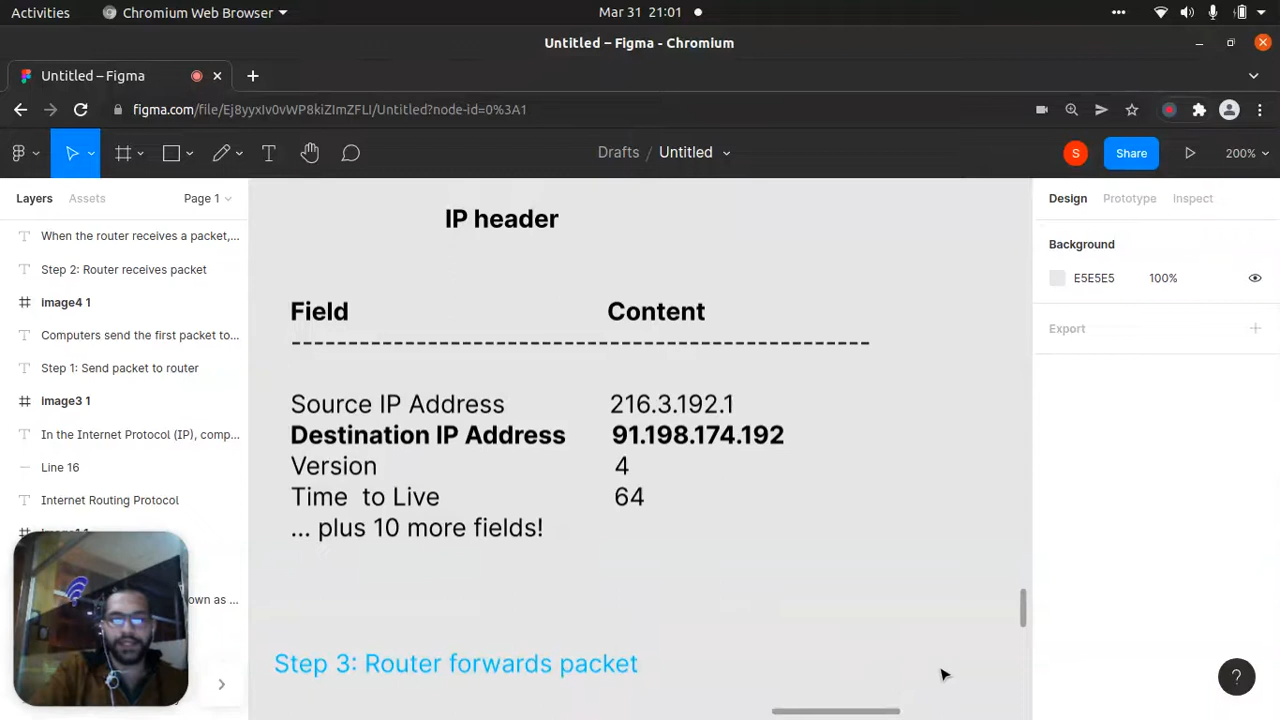 Activities
Chromium Web Browser
Mar 31 21:01
Untitled – Figma - Chromium
Untitled – Figma
figma.com/file/Ej8yyxIv0vWP8kiZImZFLI/Untitled?node-id=0%3A1
Drafts / Untitled
S
Share
200%
Layers
Assets
Page 1
When the router receives a packet,...
Step 2: Router receives packet
image4 1
Computers send the first packet to...
Step 1: Send packet to router
image3 1
In the Internet Protocol (IP), comp...
Line 16
Internet Routing Protocol
own as ...
IP header
Field Content
---------------------------------------------------
Source IP Address 216.3.192.1
Destination IP Address 91.198.174.192
Version 4
Time to Live 64
... plus 10 more fields!
Step 3: Router forwards packet
Design
Prototype
Inspect
Background
E5E5E5 100%
Export
?